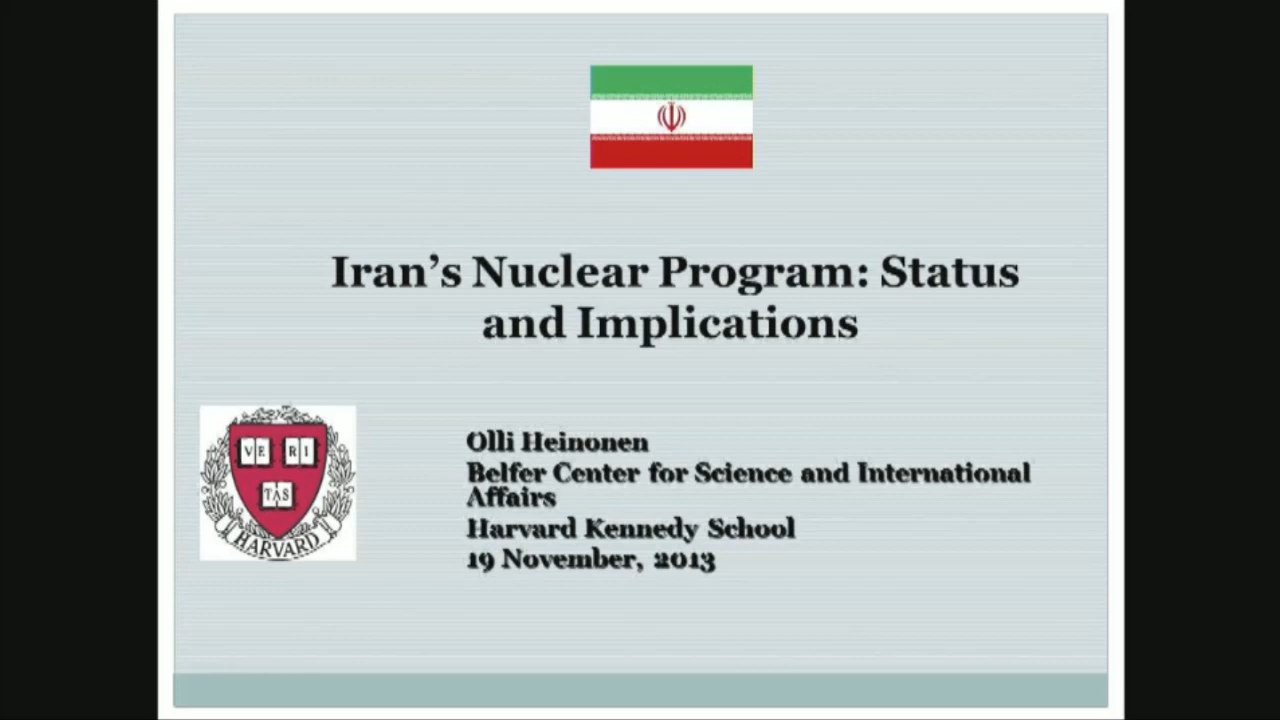 Iran’s Nuclear Program: Status
and Implications
VE RI
TAS
HARVARD
Olli Heinonen
Belfer Center for Science and International
Affairs
Harvard Kennedy School
19 November, 2013